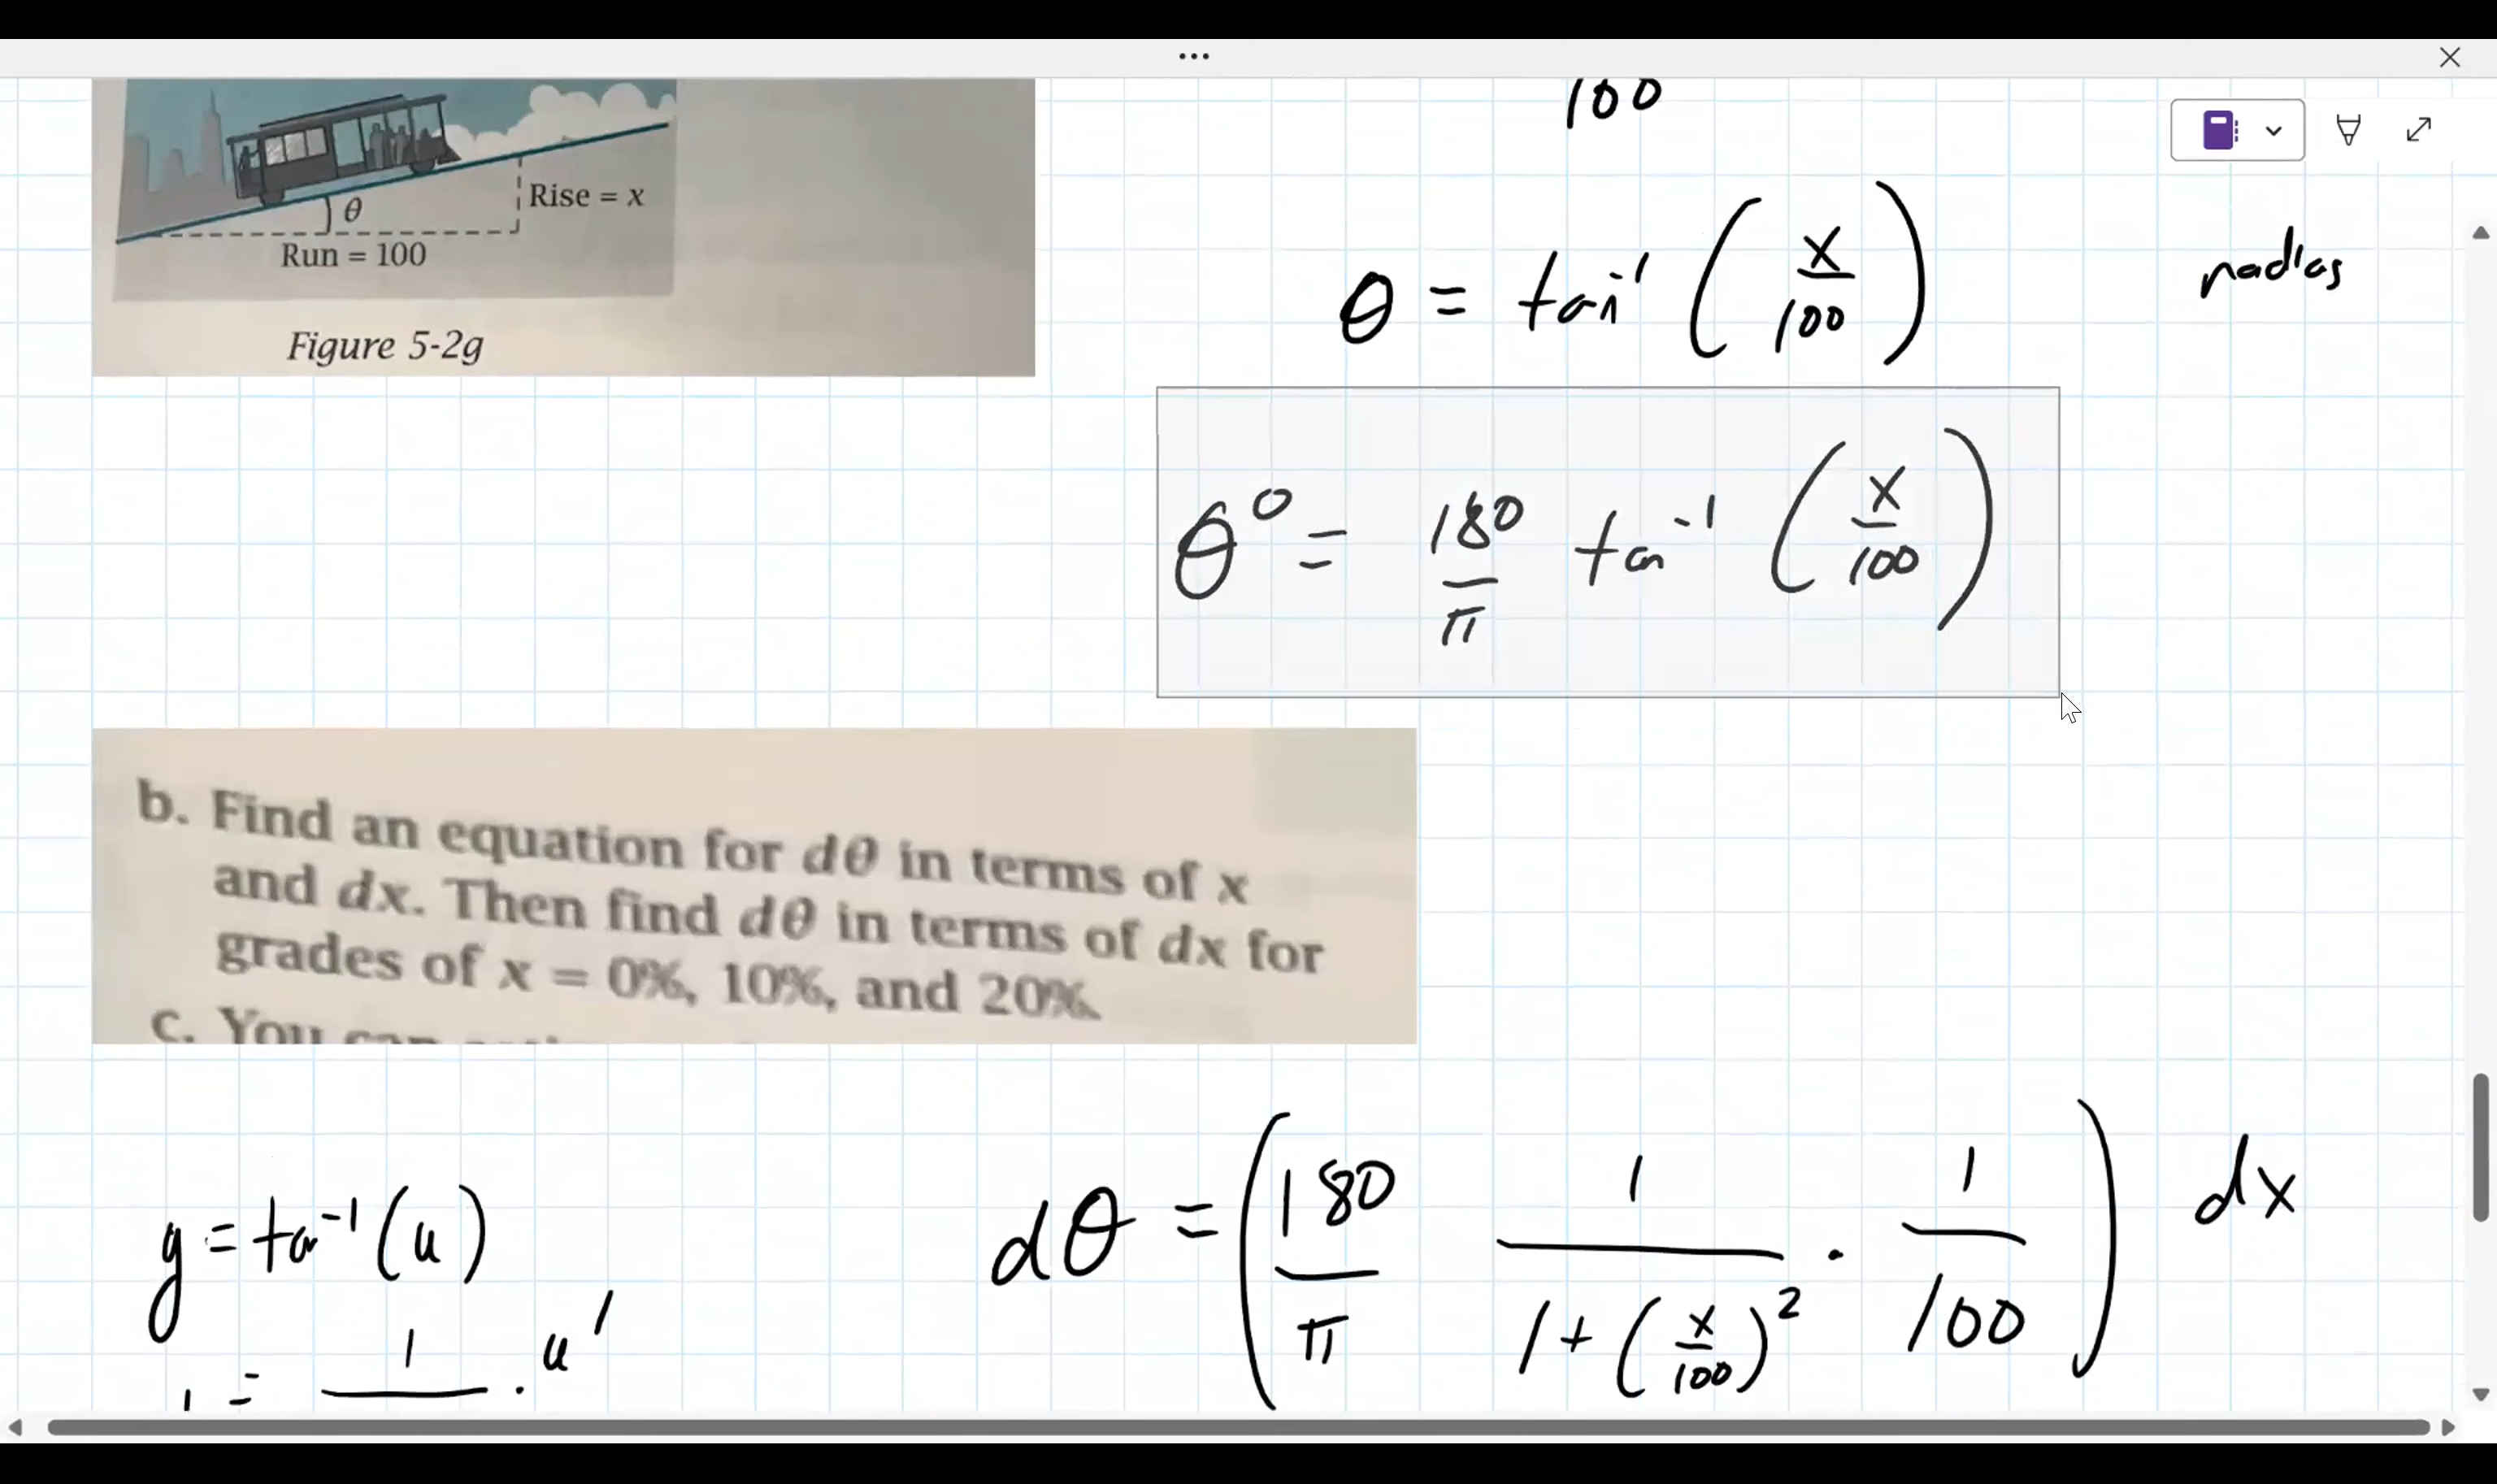 100
Rise = x
θ
Run = 100
Figure 5-2g
θ = tan⁻¹ (x/100)
θ° = 180/π tan⁻¹ (x/100)
b. Find an equation for dθ in terms of x
and dx. Then find dθ in terms of dx for
grades of x = 0%, 10%, and 20%.
c. You can
y = tan⁻¹(u)
= 1 · u'
dθ = (180/π 1/(1+(x/100)²) · 1/100) dx